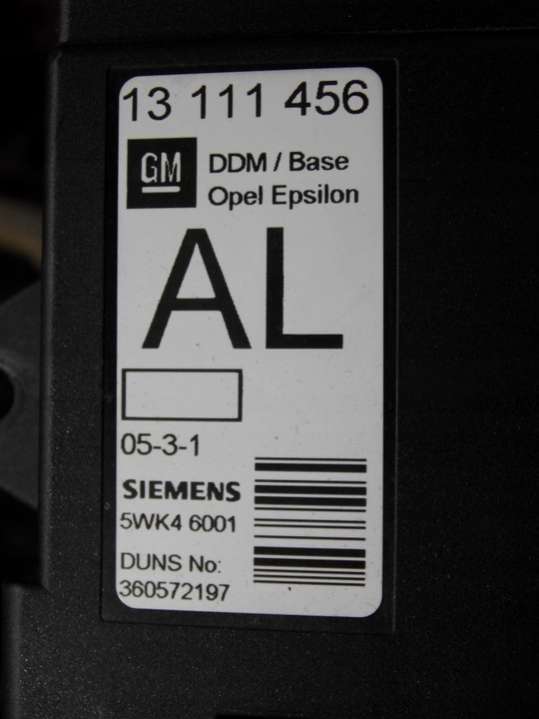 13 111 456
GM
DDM / Base
Opel Epsilon
AL
05-3-1
SIEMENS
5WK4 6001
DUNS No:
360572197